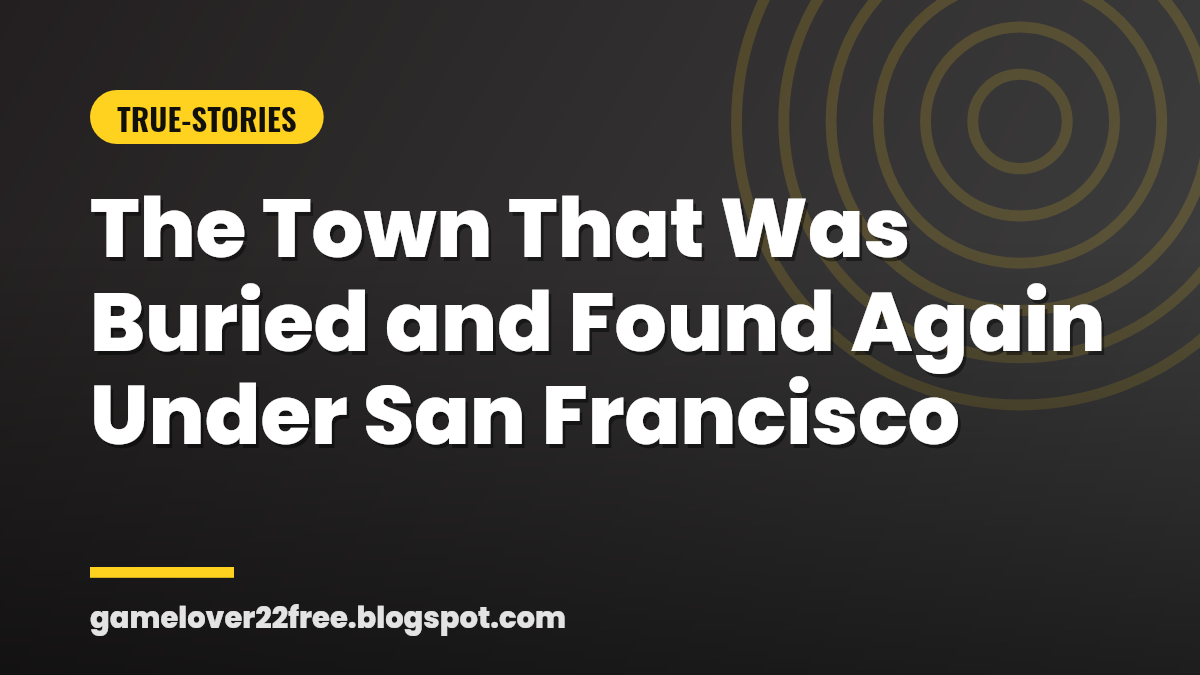 TRUE-STORIES
The Town That Was
Buried and Found Again
Under San Francisco
gamelover22free.blogspot.com